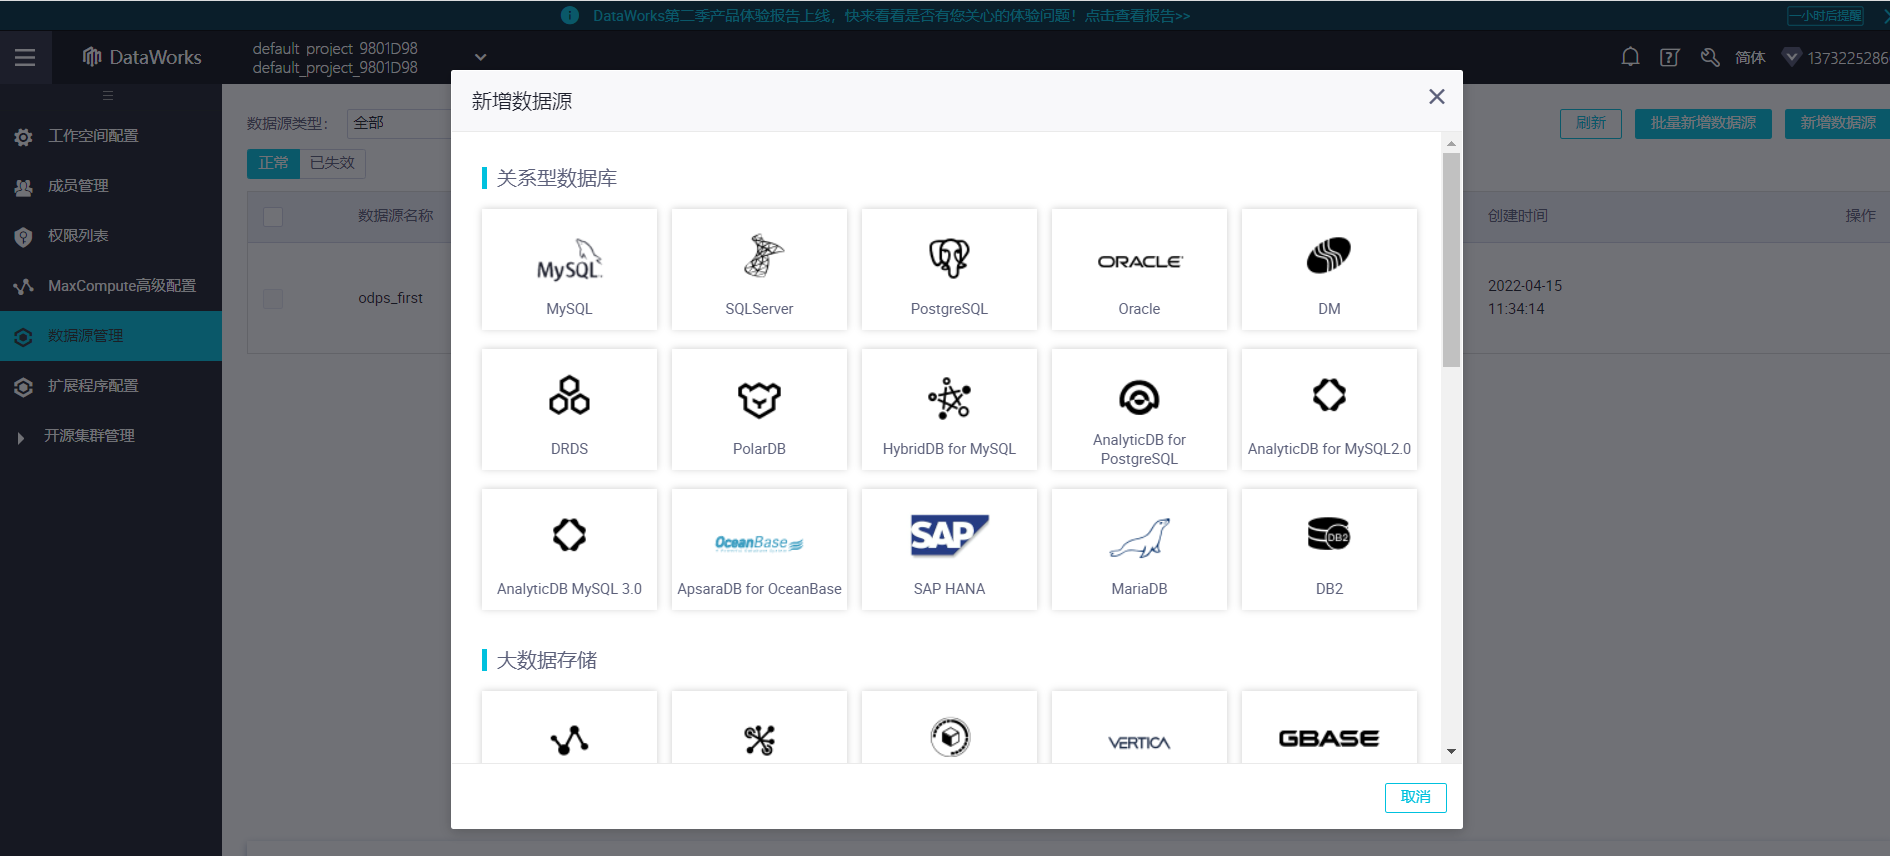 DataWorks第二季产品体验报告上线，快来看看是否有您关心的体验问题！点击查看报告>>
一小时后提醒
DataWorks
default_project_9801D98
default_project_9801D98
简体
1373225286
工作空间配置
成员管理
权限列表
MaxCompute高级配置
数据源管理
扩展程序配置
开源集群管理
数据源类型：
全部
刷新
批量新增数据源
新增数据源
正常
已失效
数据源名称
创建时间
操作
odps_first
2022-04-15
11:34:14
新增数据源
关系型数据库
MySQL.
MySQL
SQLServer
PostgreSQL
ORACLE
Oracle
DM
DRDS
PolarDB
HybridDB for MySQL
AnalyticDB for
PostgreSQL
AnalyticDB for MySQL2.0
AnalyticDB MySQL 3.0
OceanBase
ApsaraDB for OceanBase
SAP
SAP HANA
MariaDB
DB2
DB2
大数据存储
VERTICA
GBASE
取消